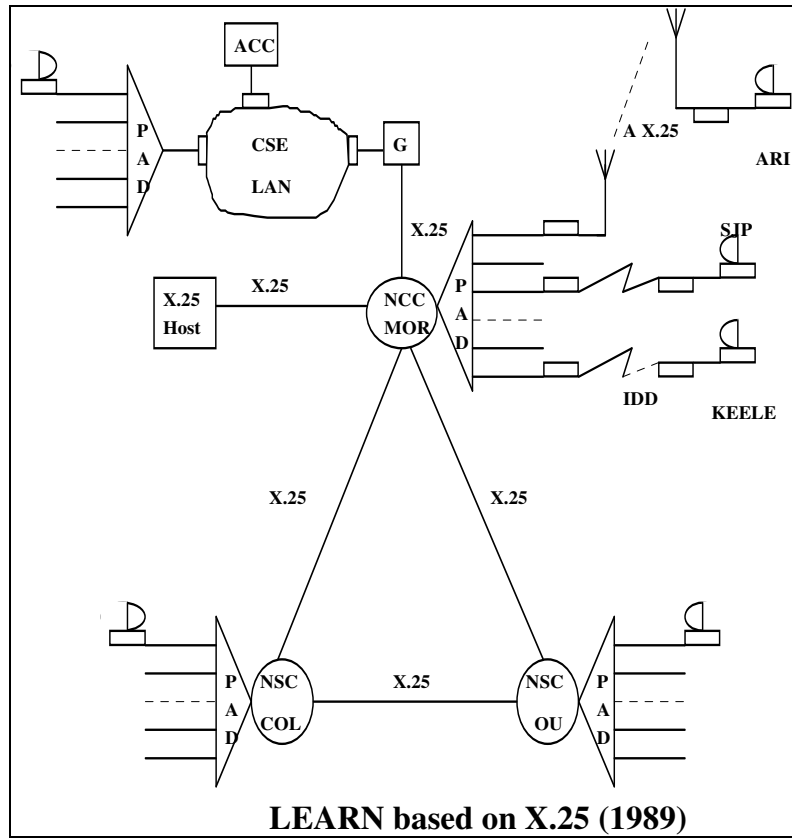 ACC
P
A
D
CSE
LAN
G
A X.25
ARI
X.25
SJP
X.25
X.25
Host
NCC
MOR
P
A
D
IDD
KEELE
X.25
X.25
P
A
D
NSC
COL
X.25
NSC
OU
P
A
D
LEARN based on X.25 (1989)